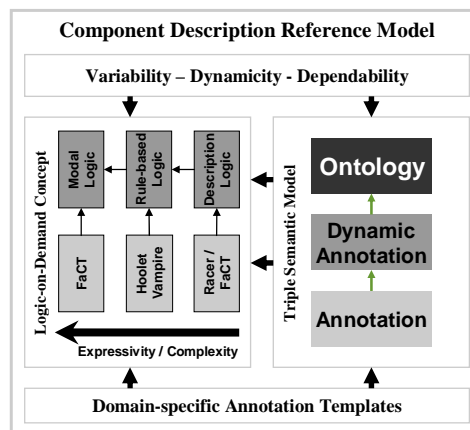 Component Description Reference Model
Variability – Dynamicity - Dependability
Logic-on-Demand Concept
Modal
Logic
Rule-based
Logic
Description
Logic
FaCT
Hoolet
Vampire
Racer /
FaCT
Expressivity / Complexity
Triple Semantic Model
Ontology
Dynamic
Annotation
Annotation
Domain-specific Annotation Templates